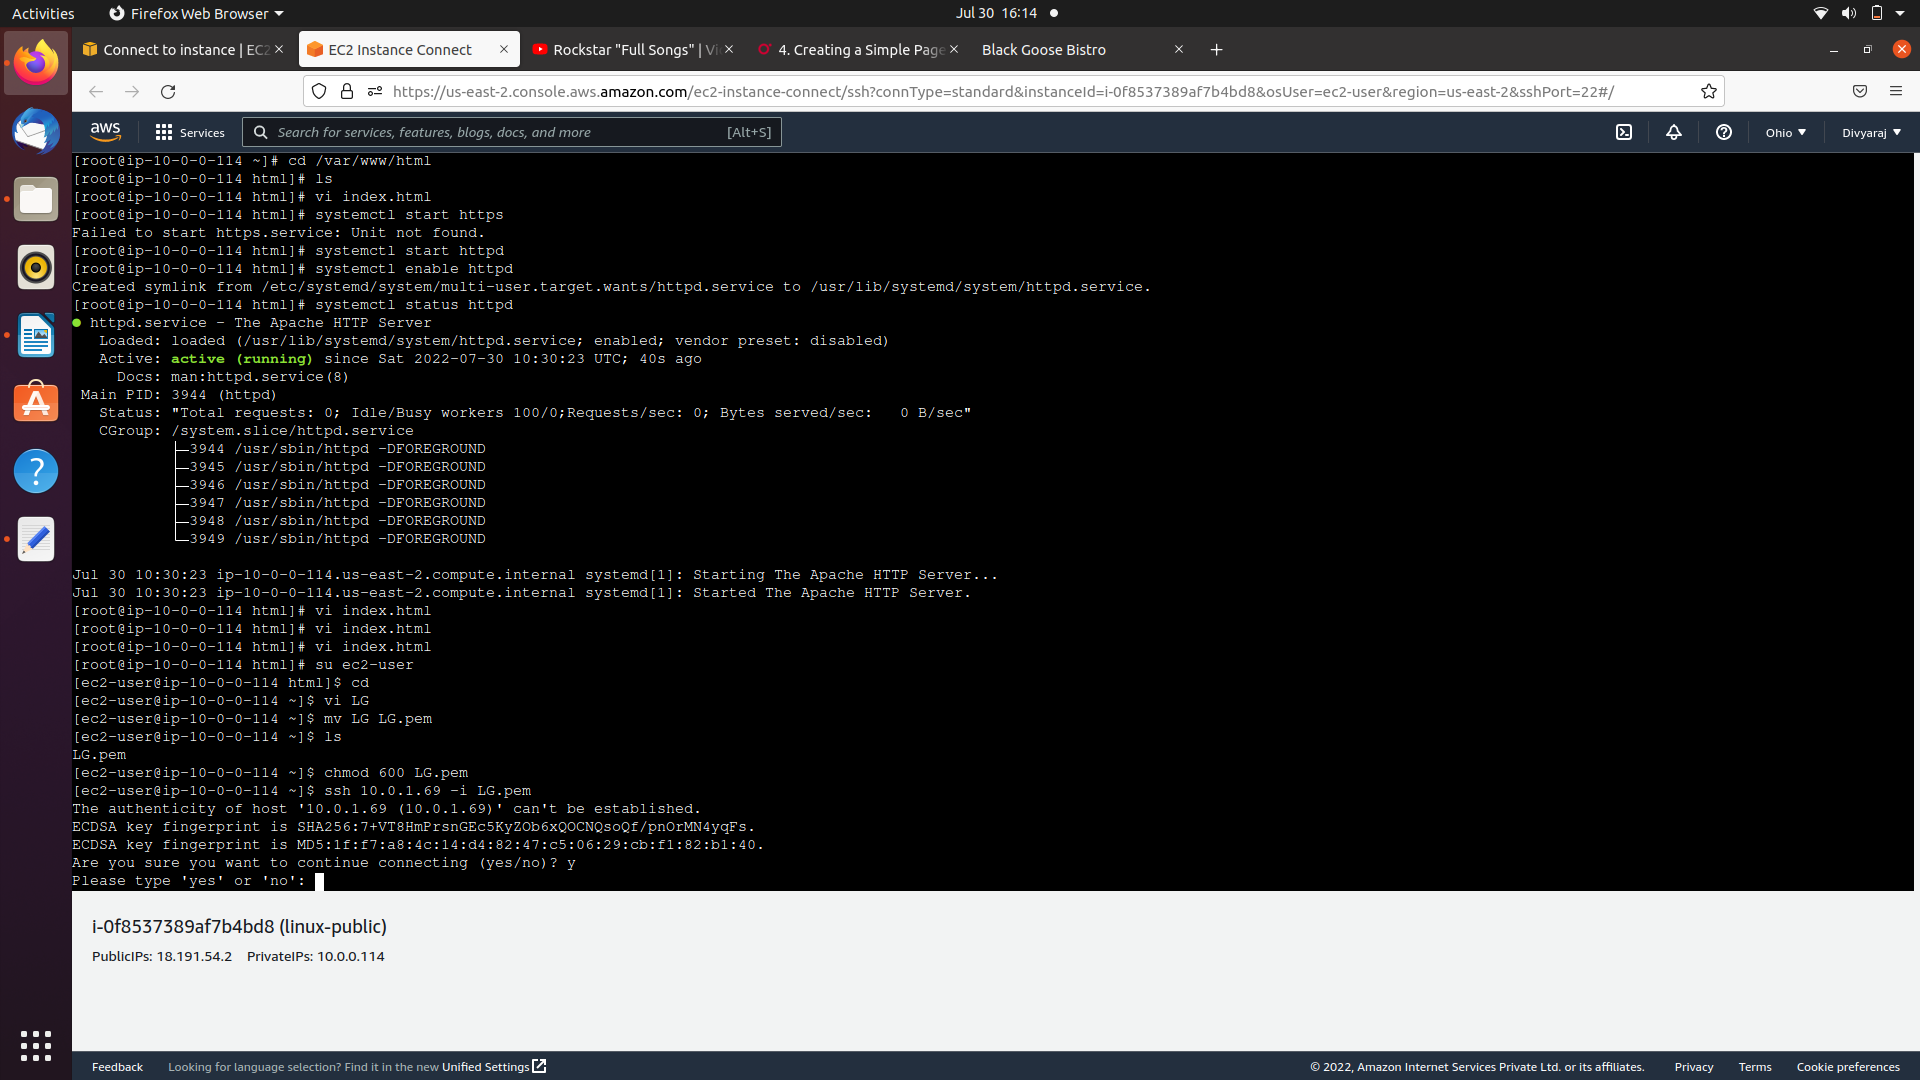 Activities
Firefox Web Browser
Jul 30 16:14
Connect to instance | EC2
EC2 Instance Connect
Rockstar "Full Songs" | Vi
4. Creating a Simple Page
Black Goose Bistro
https://us-east-2.console.aws.amazon.com/ec2-instance-connect/ssh?connType=standard&instanceId=i-0f8537389af7b4bd8&osUser=ec2-user&region=us-east-2&sshPort=22#/
aws
Services
Search for services, features, blogs, docs, and more
[Alt+S]
Ohio
Divyaraj
[root@ip-10-0-0-114 ~]# cd /var/www/html
[root@ip-10-0-0-114 html]# ls
[root@ip-10-0-0-114 html]# vi index.html
[root@ip-10-0-0-114 html]# systemctl start https
Failed to start https.service: Unit not found.
[root@ip-10-0-0-114 html]# systemctl start httpd
[root@ip-10-0-0-114 html]# systemctl enable httpd
Created symlink from /etc/systemd/system/multi-user.target.wants/httpd.service to /usr/lib/systemd/system/httpd.service.
[root@ip-10-0-0-114 html]# systemctl status httpd
● httpd.service - The Apache HTTP Server
Loaded: loaded (/usr/lib/systemd/system/httpd.service; enabled; vendor preset: disabled)
Active: active (running) since Sat 2022-07-30 10:30:23 UTC; 40s ago
Docs: man:httpd.service(8)
Main PID: 3944 (httpd)
Status: "Total requests: 0; Idle/Busy workers 100/0;Requests/sec: 0; Bytes served/sec:   0 B/sec"
CGroup: /system.slice/httpd.service
├─3944 /usr/sbin/httpd -DFOREGROUND
├─3945 /usr/sbin/httpd -DFOREGROUND
├─3946 /usr/sbin/httpd -DFOREGROUND
├─3947 /usr/sbin/httpd -DFOREGROUND
├─3948 /usr/sbin/httpd -DFOREGROUND
└─3949 /usr/sbin/httpd -DFOREGROUND
Jul 30 10:30:23 ip-10-0-0-114.us-east-2.compute.internal systemd[1]: Starting The Apache HTTP Server...
Jul 30 10:30:23 ip-10-0-0-114.us-east-2.compute.internal systemd[1]: Started The Apache HTTP Server.
[root@ip-10-0-0-114 html]# vi index.html
[root@ip-10-0-0-114 html]# vi index.html
[root@ip-10-0-0-114 html]# vi index.html
[root@ip-10-0-0-114 html]# su ec2-user
[ec2-user@ip-10-0-0-114 html]$ cd
[ec2-user@ip-10-0-0-114 ~]$ vi LG
[ec2-user@ip-10-0-0-114 ~]$ mv LG LG.pem
[ec2-user@ip-10-0-0-114 ~]$ ls
LG.pem
[ec2-user@ip-10-0-0-114 ~]$ chmod 600 LG.pem
[ec2-user@ip-10-0-0-114 ~]$ ssh 10.0.1.69 -i LG.pem
The authenticity of host '10.0.1.69 (10.0.1.69)' can't be established.
ECDSA key fingerprint is SHA256:7+VT8HmPrsnGEc5KyZOb6xQOCNQsoQf/pnOrMN4yqFs.
ECDSA key fingerprint is MD5:1f:f7:a8:4c:14:d4:82:47:c5:06:29:cb:f1:82:b1:40.
Are you sure you want to continue connecting (yes/no)? y
Please type 'yes' or 'no':
i-0f8537389af7b4bd8 (linux-public)
PublicIPs: 18.191.54.2 PrivateIPs: 10.0.0.114
Feedback
Looking for language selection? Find it in the new Unified Settings
© 2022, Amazon Internet Services Private Ltd. or its affiliates.
Privacy
Terms
Cookie preferences